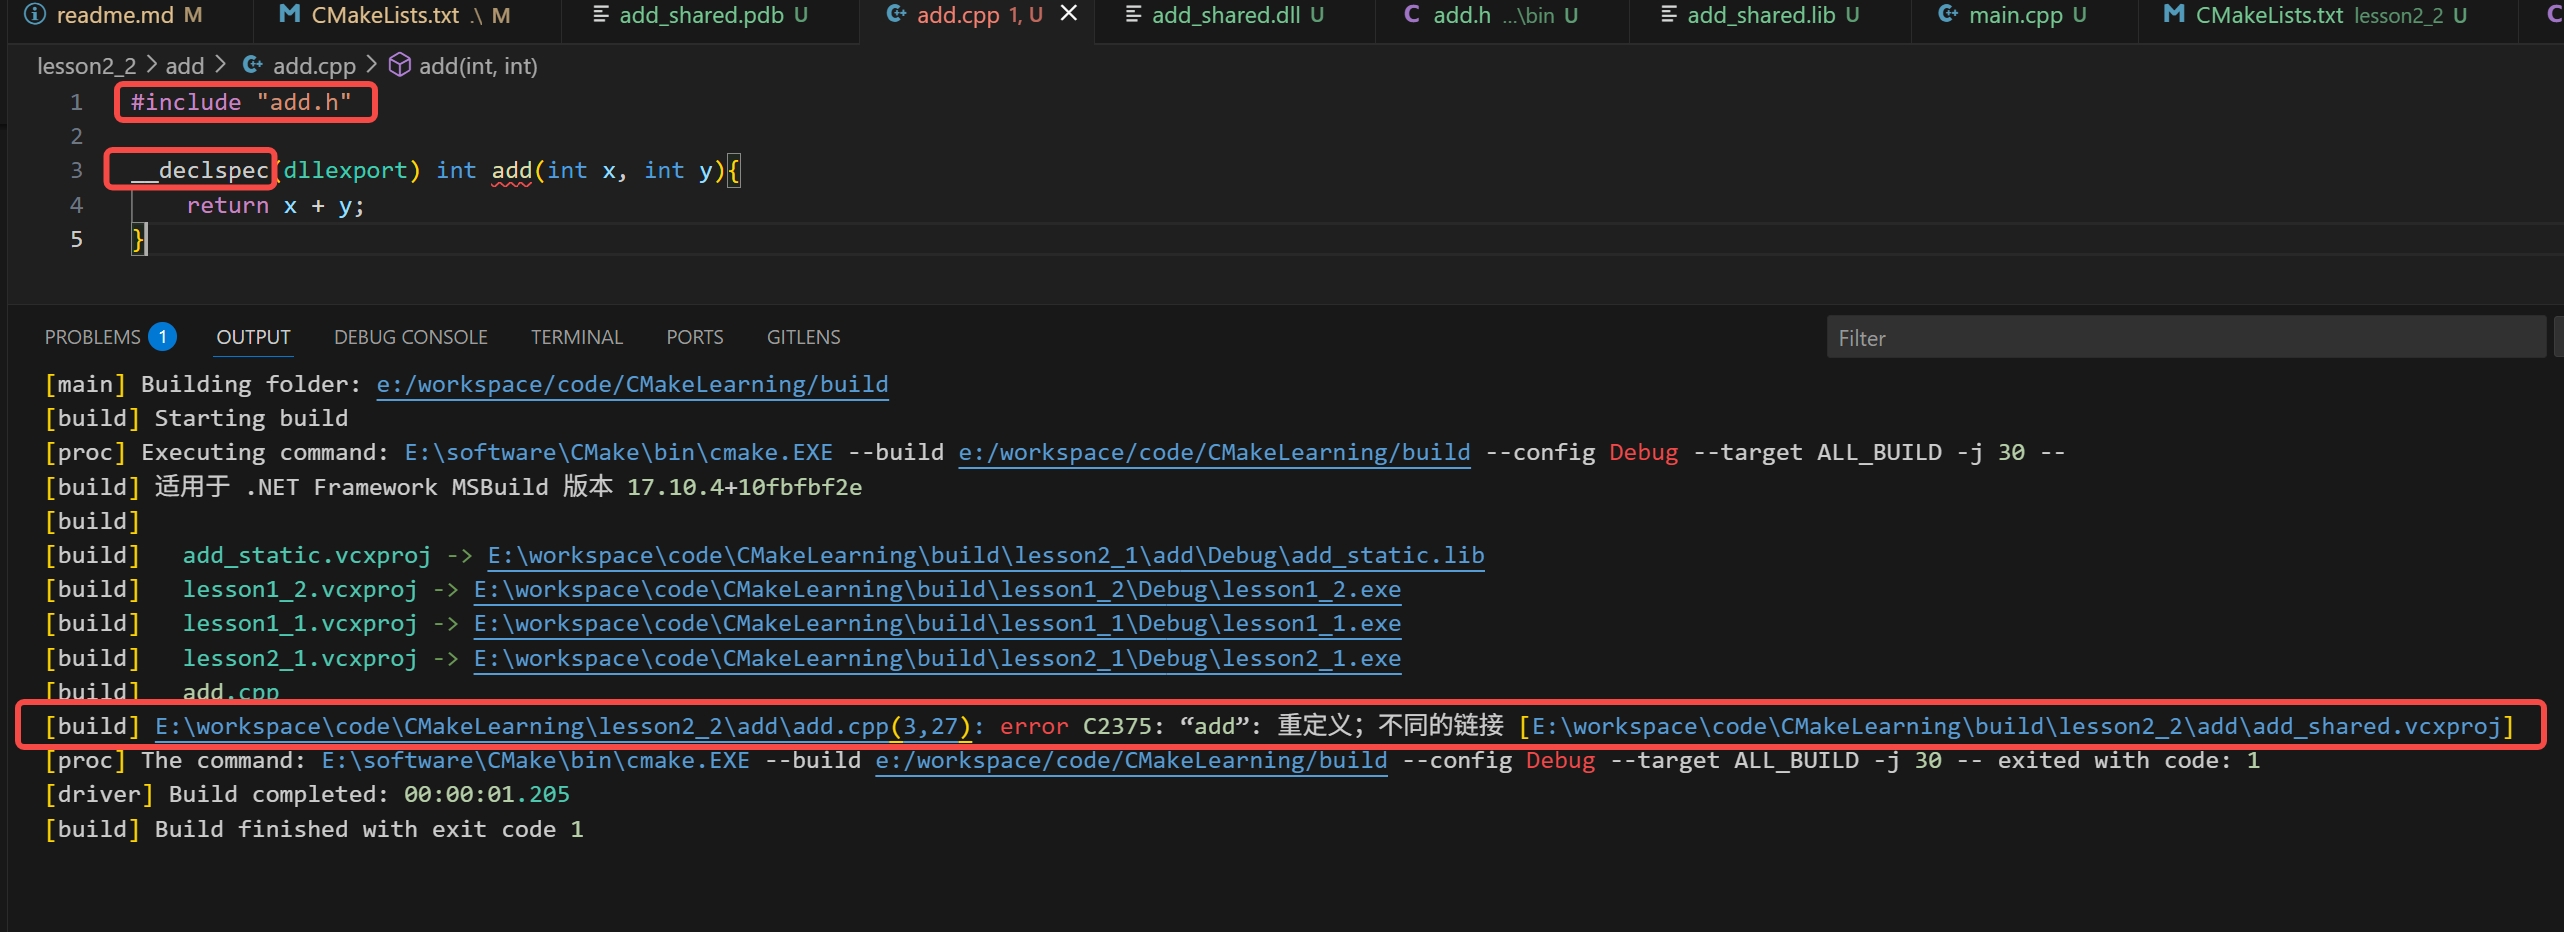 readme.md M CMakeLists.txt .\ M add_shared.pdb U add.cpp 1, U add_shared.dll U add.h ...\bin U add_shared.lib U main.cpp U CMakeLists.txt lesson2_2 U
lesson2_2 > add > add.cpp > add(int, int)
1 #include "add.h"
2
3 __declspec(dllexport) int add(int x, int y){
4 return x + y;
5 }
PROBLEMS 1 OUTPUT DEBUG CONSOLE TERMINAL PORTS GITLENS Filter
[main] Building folder: e:/workspace/code/CMakeLearning/build
[build] Starting build
[proc] Executing command: E:\software\CMake\bin\cmake.EXE --build e:/workspace/code/CMakeLearning/build --config Debug --target ALL_BUILD -j 30 --
[build] 适用于 .NET Framework MSBuild 版本 17.10.4+10fbfbf2e
[build]
[build] add_static.vcxproj -> E:\workspace\code\CMakeLearning\build\lesson2_1\add\Debug\add_static.lib
[build] lesson1_2.vcxproj -> E:\workspace\code\CMakeLearning\build\lesson1_2\Debug\lesson1_2.exe
[build] lesson1_1.vcxproj -> E:\workspace\code\CMakeLearning\build\lesson1_1\Debug\lesson1_1.exe
[build] lesson2_1.vcxproj -> E:\workspace\code\CMakeLearning\build\lesson2_1\Debug\lesson2_1.exe
[build] add.cpp
[build] E:\workspace\code\CMakeLearning\lesson2_2\add\add.cpp(3,27): error C2375: “add”: 重定义；不同的链接 [E:\workspace\code\CMakeLearning\build\lesson2_2\add\add_shared.vcxproj]
[proc] The command: E:\software\CMake\bin\cmake.EXE --build e:/workspace/code/CMakeLearning/build --config Debug --target ALL_BUILD -j 30 -- exited with code: 1
[driver] Build completed: 00:00:01.205
[build] Build finished with exit code 1